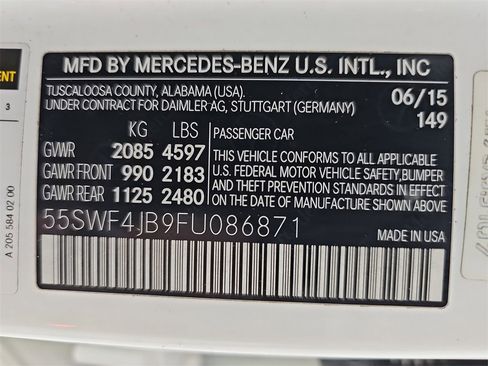 MFD BY MERCEDES-BENZ U.S. INTL., INC
TUSCALOOSA COUNTY, ALABAMA (USA).
UNDER CONTRACT FOR DAIMLER AG, STUTTGART (GERMANY)
06/15
149
KG LBS
GVWR 2085 4597
GAWR FRONT 990 2183
GAWR REAR 1125 2480
PASSENGER CAR
THIS VEHICLE CONFORMS TO ALL APPLICABLE
U.S. FEDERAL MOTOR VEHICLE SAFETY,BUMPER
AND THEFT PREVENTION STANDARDS IN EFFECT
ON THE DATE OF MANUFACTURE SHOWN ABOVE.
55SWF4JB9FU086871
3
A 205 584 02 00